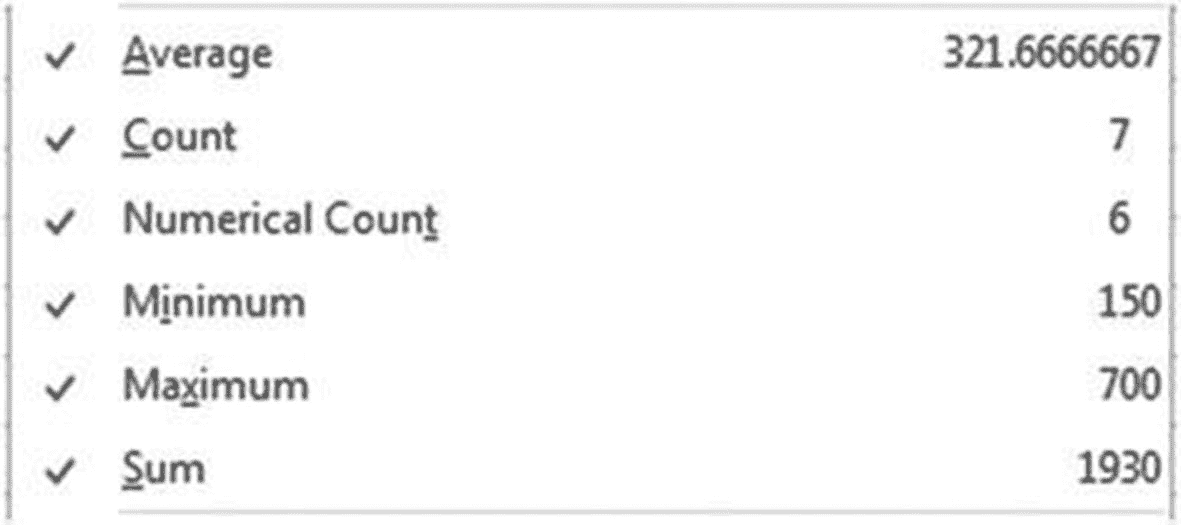 Average 321.6666667
Count 7
Numerical Count 6
Minimum 150
Maximum 700
Sum 1930